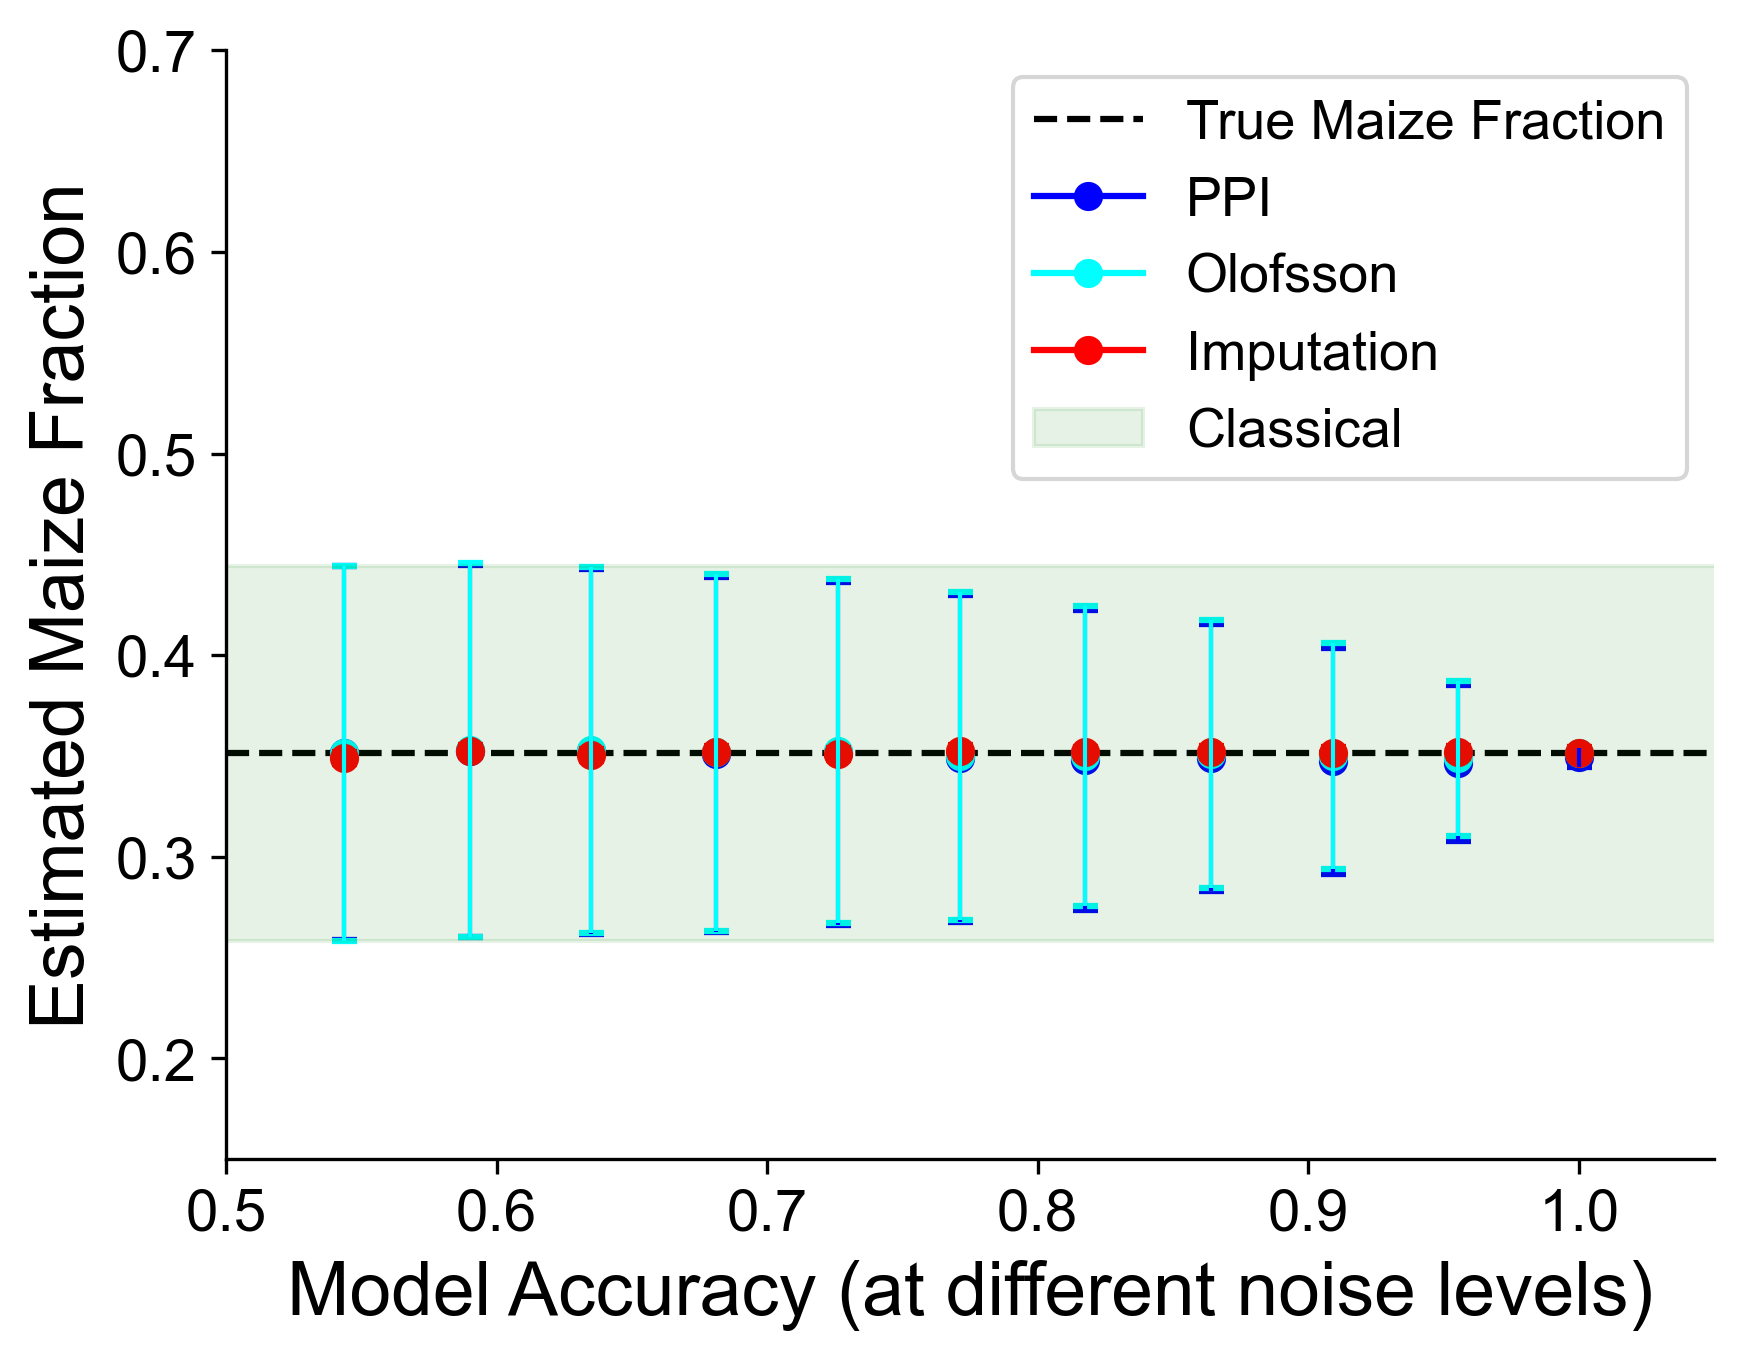 0.7
0.6
0.5
0.4
0.3
0.2
Estimated Maize Fraction
True Maize Fraction
PPI
Olofsson
Imputation
Classical
0.5 0.6 0.7 0.8 0.9 1.0
Model Accuracy (at different noise levels)